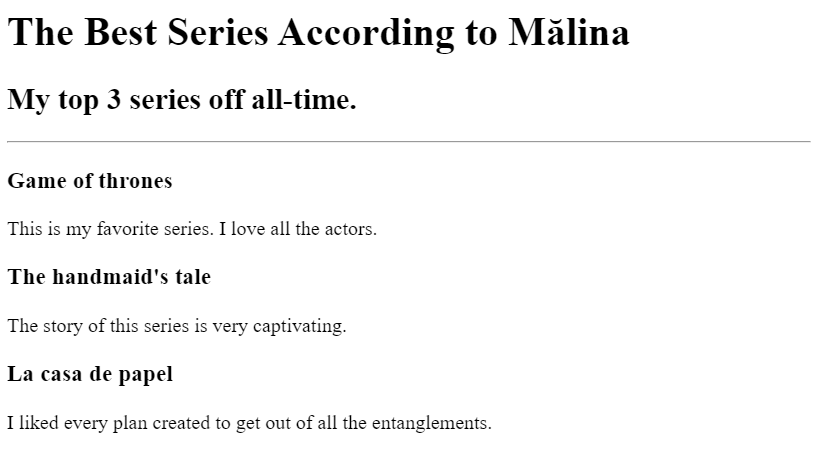 The Best Series According to Mălina
My top 3 series off all-time.
Game of thrones
This is my favorite series. I love all the actors.
The handmaid's tale
The story of this series is very captivating.
La casa de papel
I liked every plan created to get out of all the entanglements.